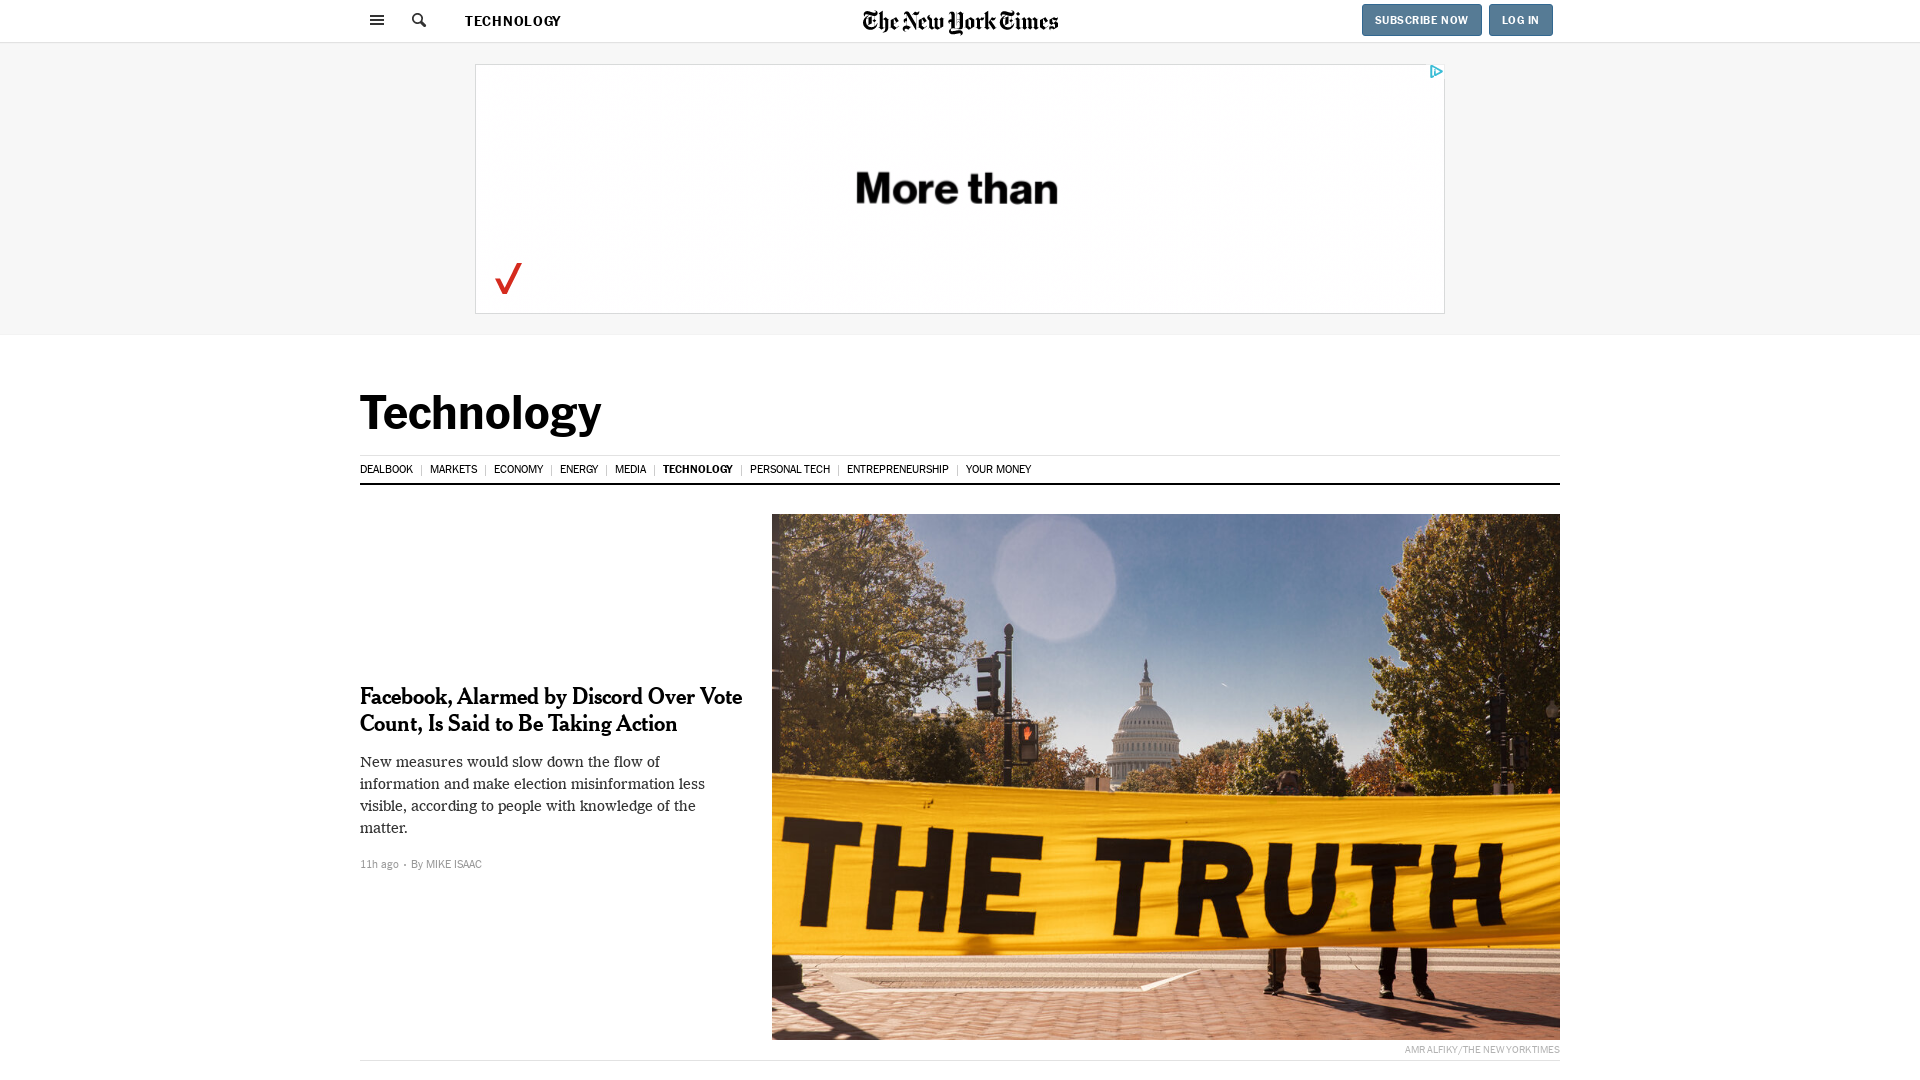 TECHNOLOGY
The New York Times
SUBSCRIBE NOW
LOG IN
More than
Technology
DEALBOOK
MARKETS
ECONOMY
ENERGY
MEDIA
TECHNOLOGY
PERSONAL TECH
ENTREPRENEURSHIP
YOUR MONEY
Facebook, Alarmed by Discord Over Vote
Count, Is Said to Be Taking Action
New measures would slow down the flow of
information and make election misinformation less
visible, according to people with knowledge of the
matter.
11h ago · By MIKE ISAAC
THE TRUTH
AMR ALFIKY/THE NEW YORK TIMES